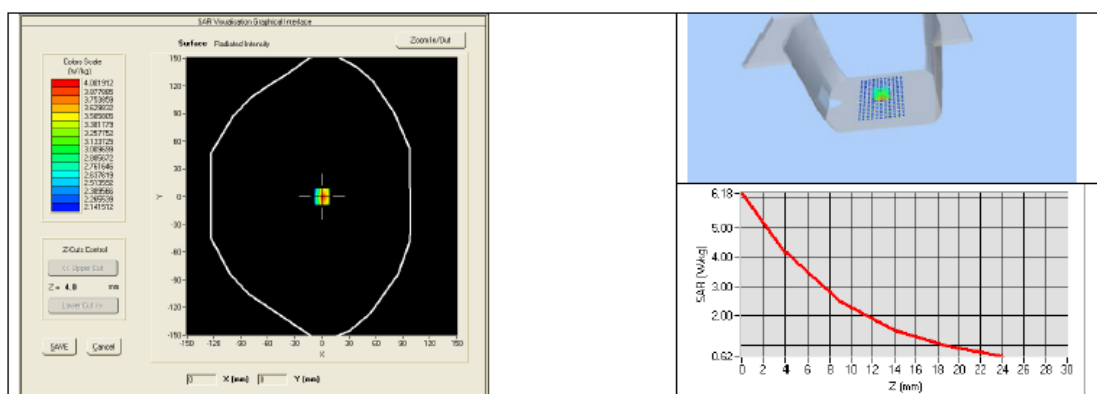 SAR Visualisation Graphical Interface
Surface Radiated Intensity
Zoom In/Out
Colors Scale
(W/kg)
4.001912
3.877905
3.753859
3.629832
3.505805
3.381779
3.257752
3.133725
3.009699
2.885672
2.761646
2.637619
2.513592
2.389566
2.265539
2.141512
Z-Cuts Control
<< Upper Cut
Z = 4.0 mm
Lower Cut >>
SAVE Cancel
150
120
90
60
30
0
-30
-60
-90
-120
-150
Y
-150 -120 -90 -60 -30 0 30 60 90 120 150
X
0 X (mm) 0 Y (mm)
6.18
5.00
4.00
3.00
2.00
0.62
SAR (W/kg)
0 2 4 6 8 10 12 14 16 18 20 22 24 26 28 30
Z (mm)